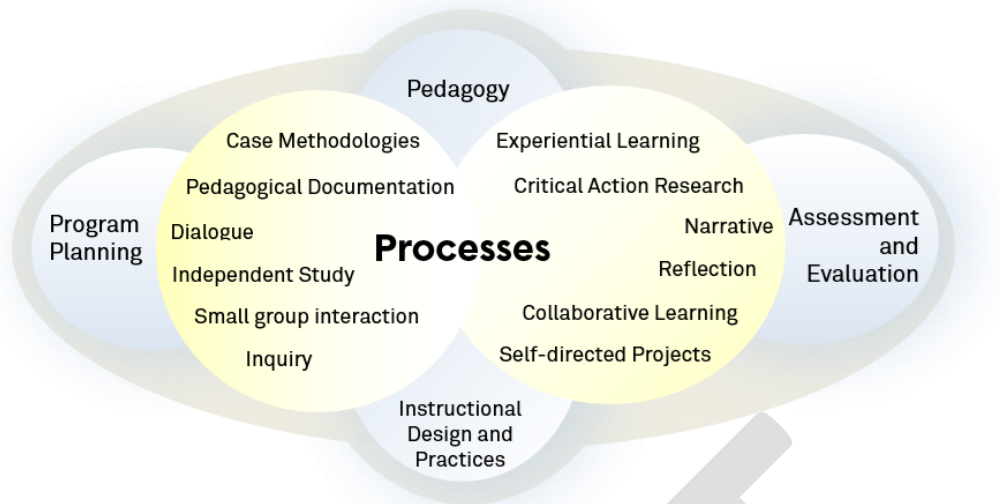 Pedagogy
Case Methodologies
Experiential Learning
Pedagogical Documentation
Critical Action Research
Program
Planning
Dialogue
Processes
Narrative
Assessment
and
Evaluation
Independent Study
Reflection
Small group interaction
Collaborative Learning
Inquiry
Self-directed Projects
Instructional
Design and
Practices